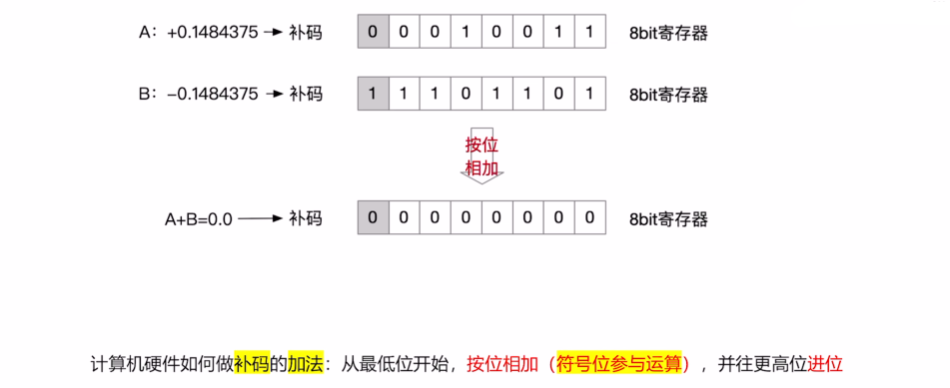 A：+0.1484375 → 补码 0 0 0 1 0 0 1 1 8bit寄存器
B：−0.1484375 → 补码 1 1 1 0 1 1 0 1 8bit寄存器
按位
相加
A+B=0.0 → 补码 0 0 0 0 0 0 0 0 8bit寄存器
计算机硬件如何做补码的加法：从最低位开始，按位相加（符号位参与运算），并往更高位进位